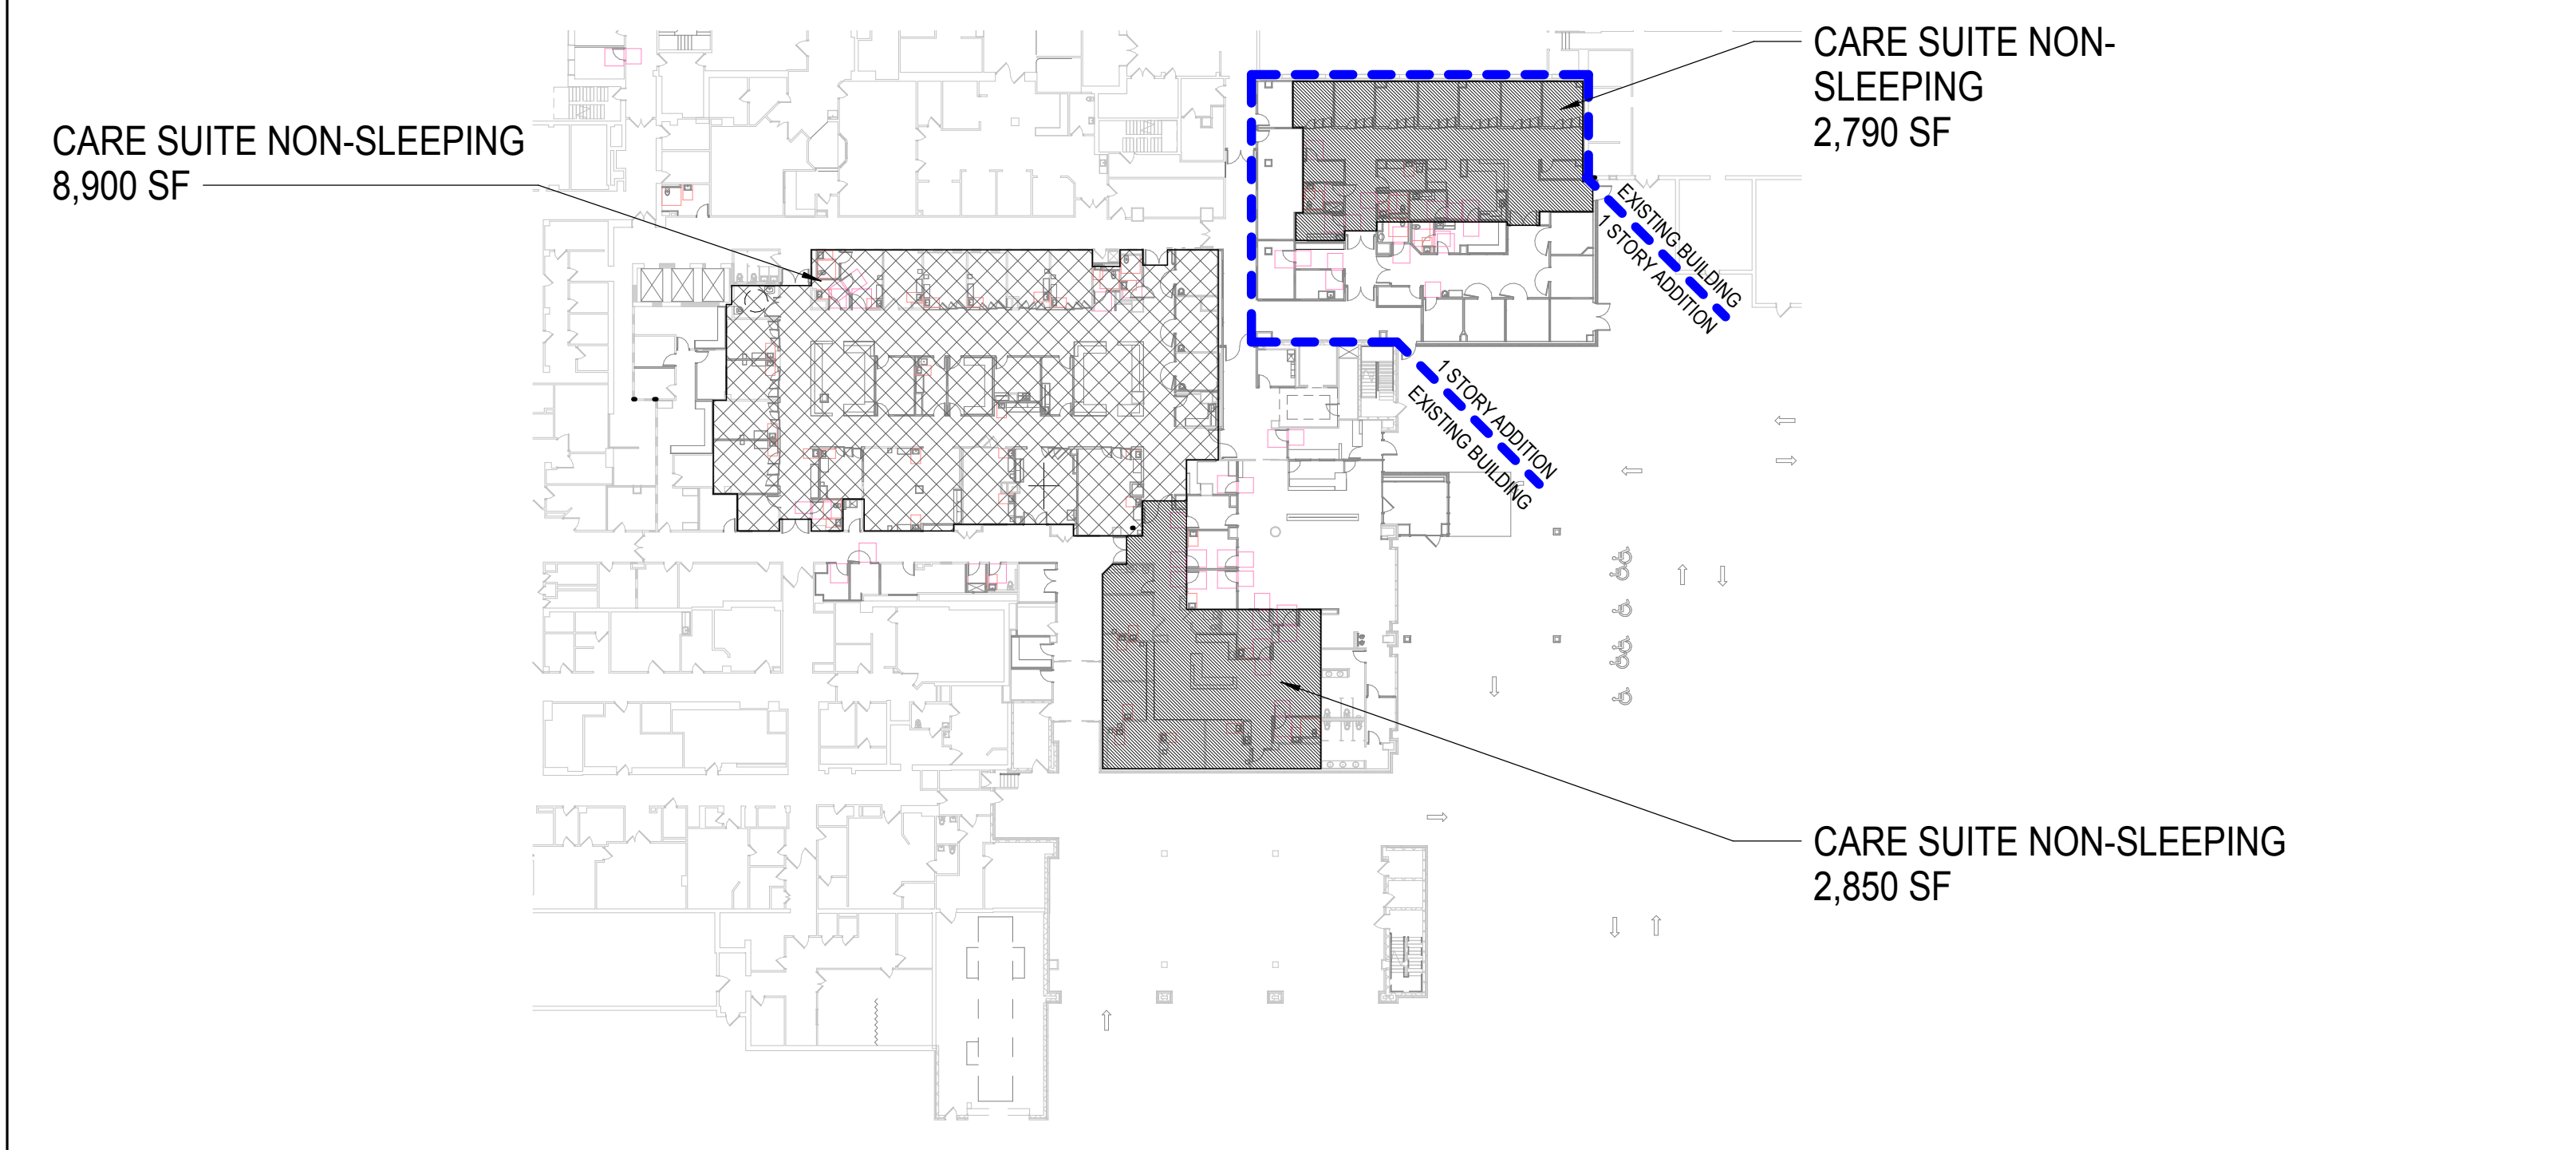 CARE SUITE NON-
SLEEPING
2,790 SF
CARE SUITE NON-SLEEPING
8,900 SF
EXISTING BUILDING
1 STORY ADDITION
1 STORY ADDITION
EXISTING BUILDING
CARE SUITE NON-SLEEPING
2,850 SF